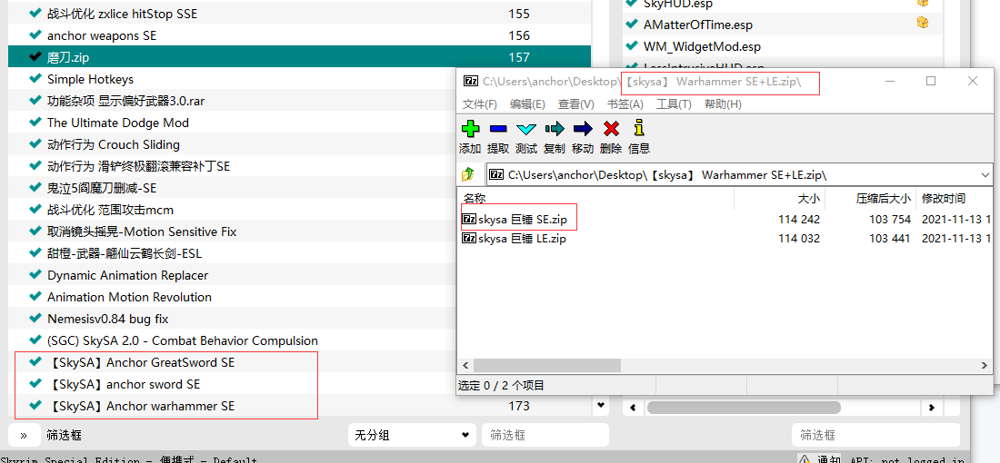 战斗优化 zxlice hitStop SSE 155
anchor weapons SE 156
磨刀.zip 157
Simple Hotkeys
功能杂项 显示偏好武器3.0.rar
The Ultimate Dodge Mod
动作行为 Crouch Sliding
动作行为 滑铲终极翻滚兼容补丁SE
鬼泣5阎魔刀删减-SE
战斗优化 范围攻击mcm
取消镜头摇晃-Motion Sensitive Fix
甜橙-武器-翩仙云鹤长剑-ESL
Dynamic Animation Replacer
Animation Motion Revolution
Nemesisv0.84 bug fix
(SGC) SkySA 2.0 - Combat Behavior Compulsion
【SkySA】Anchor GreatSword SE
【SkySA】anchor sword SE
【SkySA】Anchor warhammer SE 173
» 筛选框 无分组 筛选框
Skyrim Special Edition - 便携式 - Default
SkyHUD.esp
AMatterOfTime.esp
WM_WidgetMod.esp
LessIntrusiveHUD.esp
C:\Users\anchor\Desktop\【skysa】 Warhammer SE+LE.zip\
文件(F) 编辑(E) 查看(V) 书签(A) 工具(T) 帮助(H)
添加 提取 测试 复制 移动 删除 信息
C:\Users\anchor\Desktop\【skysa】 Warhammer SE+LE.zip\
名称 大小 压缩后大小 修改时间
skysa 巨锤 SE.zip 114 242 103 754 2021-11-13 1
skysa 巨锤 LE.zip 114 032 103 441 2021-11-13 1
选定 0 / 2 个项目
筛选框
通知 API: not logged in